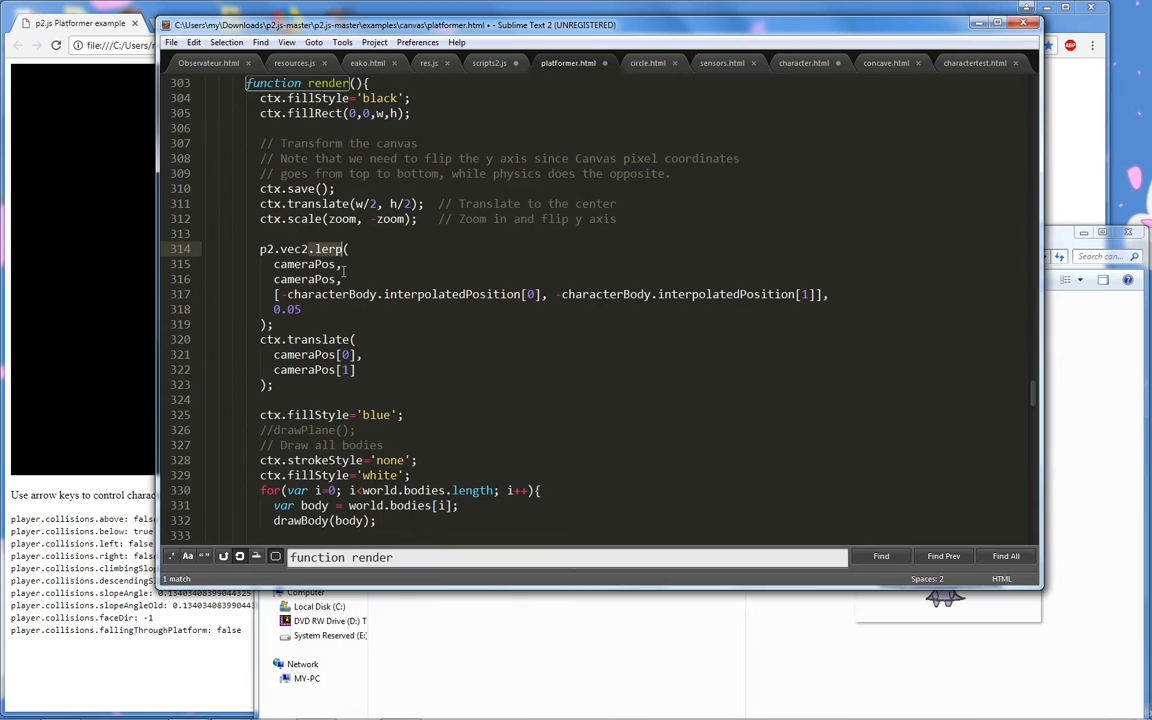 p2.js Platformer example
file:///C:/Users/m
C:\Users\my\Downloads\p2.js-master\p2.js-master\examples\canvas\platformer.html • - Sublime Text 2 (UNREGISTERED)
File Edit Selection Find View Goto Tools Project Preferences Help
Observateur.html resources.js eako.html res.js scripts2.js platformer.html circle.html sensors.html character.html concave.html charactertest.html
303 function render(){
304 ctx.fillStyle='black';
305 ctx.fillRect(0,0,w,h);
306
307 // Transform the canvas
308 // Note that we need to flip the y axis since Canvas pixel coordinates
309 // goes from top to bottom, while physics does the opposite.
310 ctx.save();
311 ctx.translate(w/2, h/2); // Translate to the center
312 ctx.scale(zoom, -zoom); // Zoom in and flip y axis
313
314 p2.vec2.lerp(
315 cameraPos,
316 cameraPos,
317 [-characterBody.interpolatedPosition[0], -characterBody.interpolatedPosition[1]],
318 0.05
319 );
320 ctx.translate(
321 cameraPos[0],
322 cameraPos[1]
323 );
324
325 ctx.fillStyle='blue';
326 //drawPlane();
327 // Draw all bodies
328 ctx.strokeStyle='none';
329 ctx.fillStyle='white';
330 for(var i=0; i<world.bodies.length; i++){
331 var body = world.bodies[i];
332 drawBody(body);
333
.* Aa “” function render Find Find Prev Find All
1 match Spaces: 2 HTML
Search can...
ABP
Use arrow keys to control charac
player.collisions.above: fals
player.collisions.below: true
player.collisions.left: false
player.collisions.right: fals
player.collisions.climbingSlo
player.collisions.descendingS
player.collisions.slopeAngle: 0.13403408399044325
player.collisions.slopeAngleOld: 0.13403408399044
player.collisions.faceDir: -1
player.collisions.fallingThroughPlatform: false
Computer
Local Disk (C:)
DVD RW Drive (D:) T
System Reserved (E:
Network
MY-PC